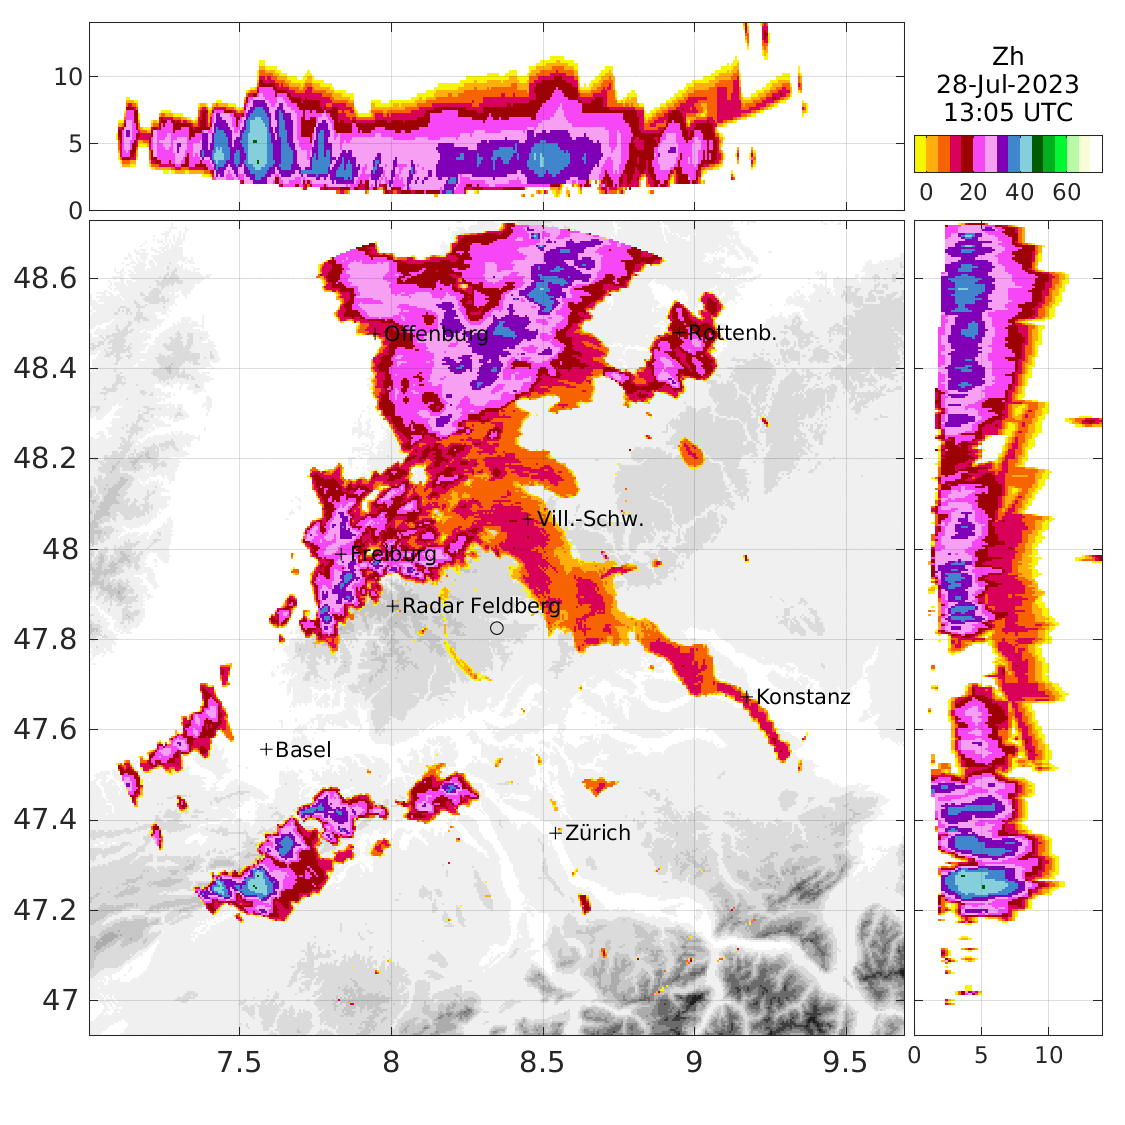 Zh
28-Jul-2023
13:05 UTC
0 20 40 60
10
5
0
48.6
48.4
48.2
48
47.8
47.6
47.4
47.2
47
+Offenburg
+Rottenb.
+Vill.-Schw.
+Freiburg
+Radar Feldberg
+Konstanz
+Basel
+Zürich
7.5 8 8.5 9 9.5
0 5 10